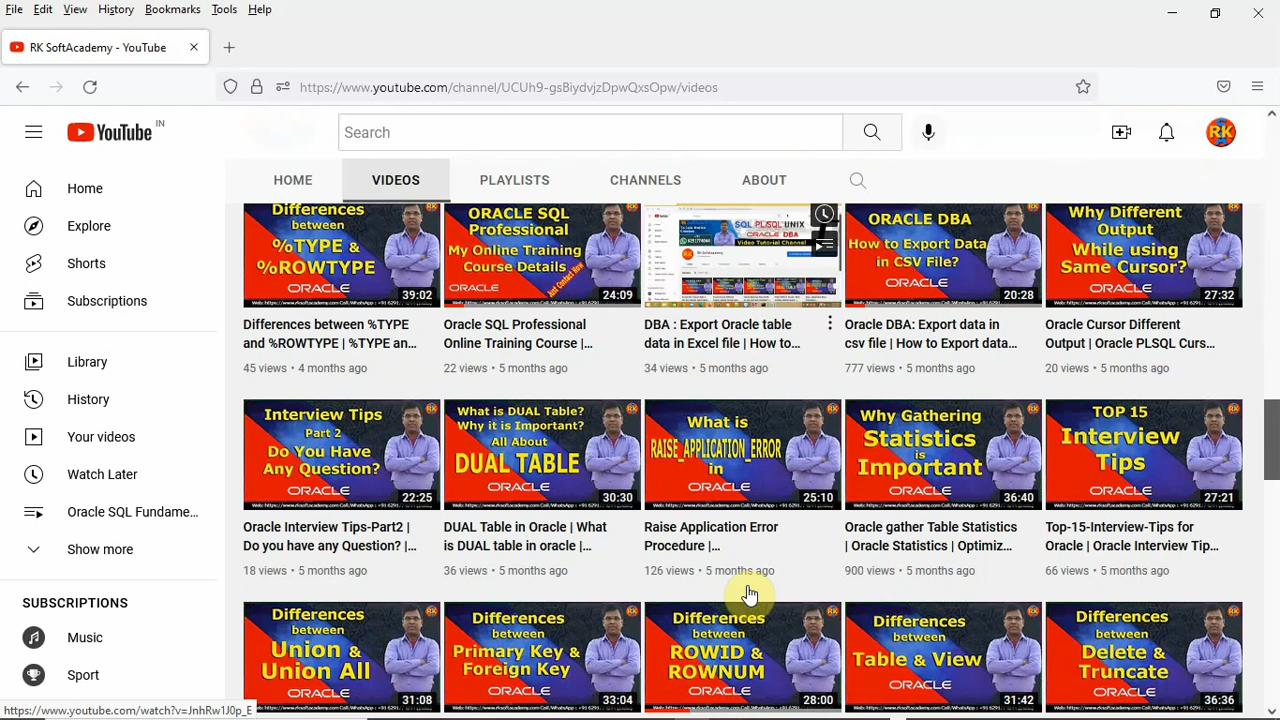 File Edit View History Bookmarks Tools Help
RK SoftAcademy - YouTube
https://www.youtube.com/channel/UCUh9-gsBiydvjzDpwQxsOpw/videos
YouTube IN
Search
RK
HOME VIDEOS PLAYLISTS CHANNELS ABOUT
Home
Explore
Shorts
Subscriptions
Library
History
Your videos
Watch Later
Oracle SQL Fundame...
Show more
SUBSCRIPTIONS
Music
Sport
Differences
between
%TYPE &
%ROWTYPE
39:02
Differences between %TYPE
and %ROWTYPE | %TYPE an...
45 views • 4 months ago
ORACLE SQL
Professional
My Online Training
Course Details
ORACLE
24:09
Oracle SQL Professional
Online Training Course |...
22 views • 5 months ago
SQL PLSQL UNIX
ORACLE DBA
Video Tutorial Channel
DBA : Export Oracle table
data in Excel file | How to...
34 views • 5 months ago
ORACLE DBA
How to Export Data
in CSV File?
ORACLE
20:28
Oracle DBA: Export data in
csv file | How to Export data...
777 views • 5 months ago
Why Different
Output
While using
Same Cursor?
27:32
Oracle Cursor Different
Output | Oracle PLSQL Curs...
20 views • 5 months ago
Interview Tips
Part 2
Do You Have
Any Question?
ORACLE
22:25
Oracle Interview Tips-Part2 |
Do you have any Question? |...
18 views • 5 months ago
What is DUAL Table?
Why it is Important?
All About
DUAL TABLE
ORACLE
30:30
DUAL Table in Oracle | What
is DUAL table in oracle |...
36 views • 5 months ago
What is
RAISE_APPLICATION_ERROR
in
ORACLE
25:10
Raise Application Error
Procedure |...
126 views • 5 months ago
Why Gathering
Statistics
is
Important
ORACLE
36:40
Oracle gather Table Statistics
| Oracle Statistics | Optimiz...
900 views • 5 months ago
TOP 15
Interview
Tips
ORACLE
27:21
Top-15-Interview-Tips for
Oracle | Oracle Interview Tip...
66 views • 5 months ago
Differences
between
Union &
Union All
ORACLE
31:08
Differences
between
Primary Key &
Foreign Key
ORACLE
33:04
Differences
between
ROWID &
ROWNUM
ORACLE
28:00
Differences
between
Table & View
ORACLE
31:42
Differences
between
Delete &
Truncate
ORACLE
36:36
https://www.youtube.com/watch?v=JnhRw1J0p_E